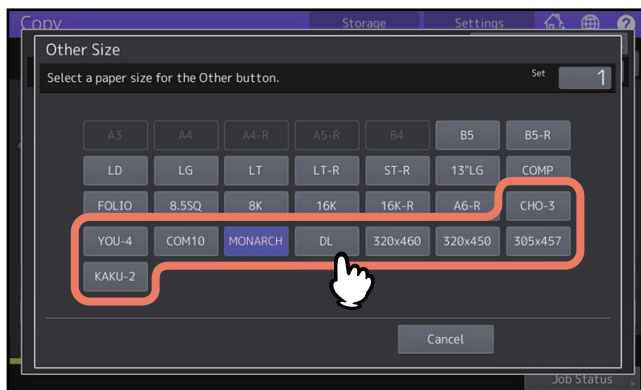 Copy Storage Settings
Other Size
Select a paper size for the Other button. Set 1
A3 A4 A4-R A5-R B4 B5 B5-R
LD LG LT LT-R ST-R 13"LG COMP
FOLIO 8.5SQ 8K 16K 16K-R A6-R CHO-3
YOU-4 COM10 MONARCH DL 320x460 320x450 305x457
KAKU-2
Cancel
Job Status